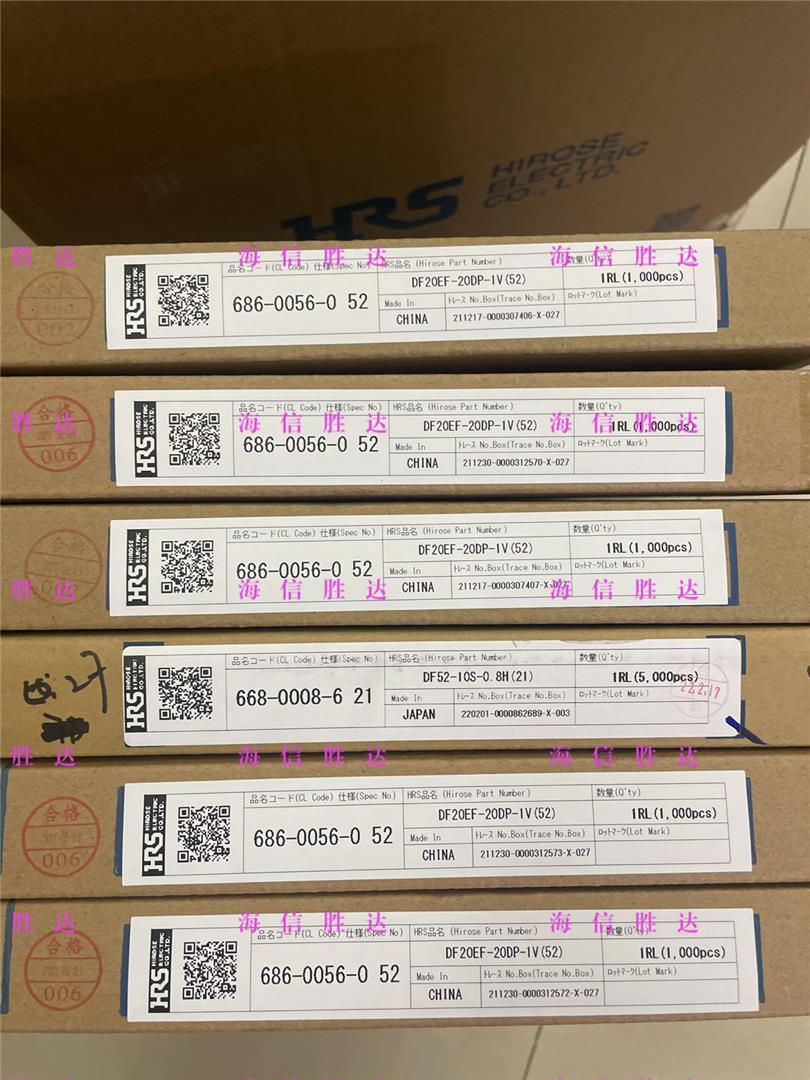 HRS HIROSE
ELECTRIC
CO., LTD.
胜达 海信胜达 海信胜达
合格
002
HRS HIROSE ELECTRIC CO.,LTD.
品名コード(CL Code) 仕様(Spec No) HRS品名 (Hirose Part Number) 数量(Q'ty)
686-0056-0 52 DF20EF-20DP-1V(52) 1RL(1,000pcs)
Made In トレース No.Box(Trace No.Box) ロットマーク(Lot Mark)
CHINA 211217-0000307406-X-027
胜达 海信胜达 海信胜达
合格
006
HRS HIROSE ELECTRIC CO.,LTD.
品名コード(CL Code) 仕様(Spec No) HRS品名 (Hirose Part Number) 数量(Q'ty)
686-0056-0 52 DF20EF-20DP-1V(52) 1RL(1,000pcs)
Made In トレース No.Box(Trace No.Box) ロットマーク(Lot Mark)
CHINA 211230-0000312570-X-027
胜达 海信胜达 海信胜达
HRS HIROSE ELECTRIC CO.,LTD.
品名コード(CL Code) 仕様(Spec No) HRS品名 (Hirose Part Number) 数量(Q'ty)
686-0056-0 52 DF20EF-20DP-1V(52) 1RL(1,000pcs)
Made In トレース No.Box(Trace No.Box) ロットマーク(Lot Mark)
CHINA 211217-0000307407-X-027
HRS HIROSE ELECTRIC CO.,LTD.
品名コード(CL Code) 仕様(Spec No) HRS品名 (Hirose Part Number) 数量(Q'ty)
668-0008-6 21 DF52-10S-0.8H(21) 1RL(5,000pcs)
Made In トレース No.Box(Trace No.Box) ロットマーク(Lot Mark)
JAPAN 220201-0000862689-X-003
22.2.17
胜达 海信胜达 海信胜达
合格
006
HRS HIROSE ELECTRIC CO.,LTD.
品名コード(CL Code) 仕様(Spec No) HRS品名 (Hirose Part Number) 数量(Q'ty)
686-0056-0 52 DF20EF-20DP-1V(52) 1RL(1,000pcs)
Made In トレース No.Box(Trace No.Box) ロットマーク(Lot Mark)
CHINA 211230-0000312573-X-027
胜达 海信胜达 海信胜达
合格
006
HRS HIROSE ELECTRIC CO.,LTD.
品名コード(CL Code) 仕様(Spec No) HRS品名 (Hirose Part Number) 数量(Q'ty)
686-0056-0 52 DF20EF-20DP-1V(52) 1RL(1,000pcs)
Made In トレース No.Box(Trace No.Box) ロットマーク(Lot Mark)
CHINA 211230-0000312572-X-027